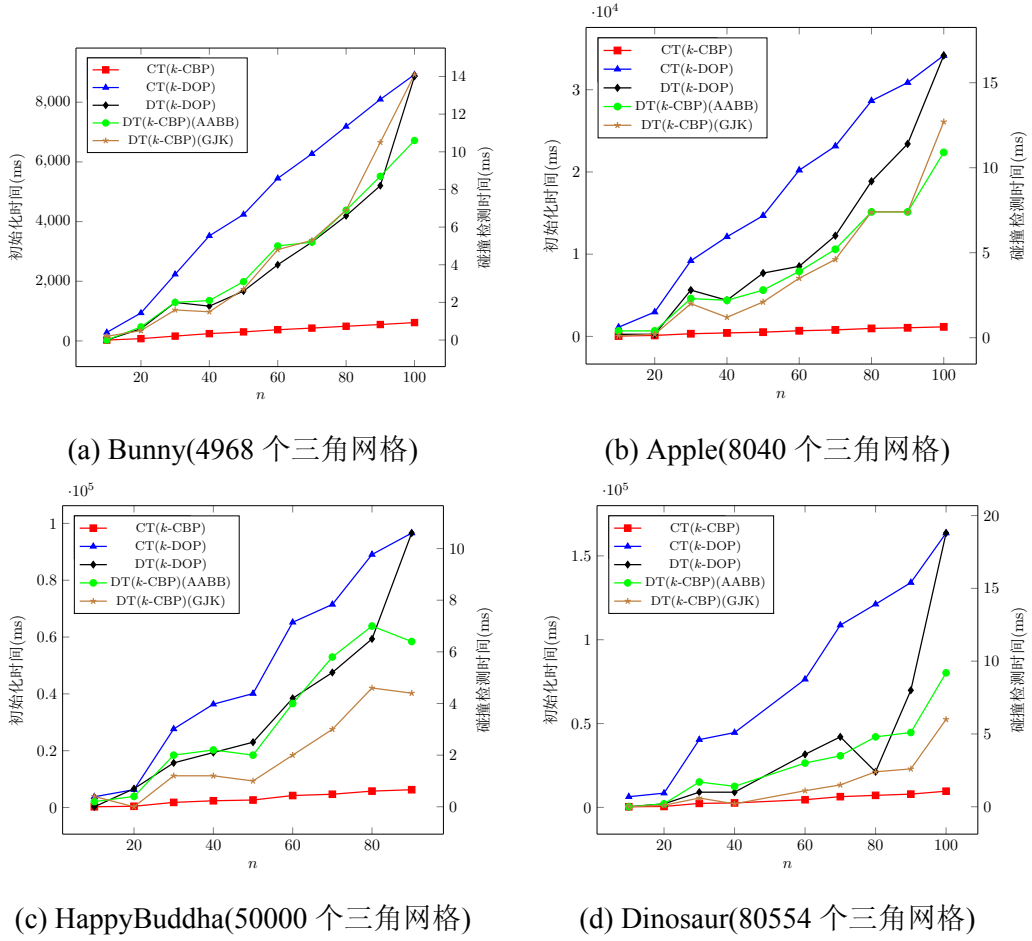 CT(k-CBP)
CT(k-DOP)
DT(k-DOP)
DT(k-CBP)(AABB)
DT(k-CBP)(GJK)
8,000
6,000
4,000
2,000
0
初始化时间(ms)
14
12
10
8
6
4
2
0
碰撞检测时间(ms)
20 40 60 80 100
n
(a) Bunny(4968 个三角网格)
·10⁴
CT(k-CBP)
CT(k-DOP)
DT(k-DOP)
DT(k-CBP)(AABB)
DT(k-CBP)(GJK)
3
2
1
0
初始化时间(ms)
15
10
5
0
碰撞检测时间(ms)
20 40 60 80 100
n
(b) Apple(8040 个三角网格)
·10⁵
CT(k-CBP)
CT(k-DOP)
DT(k-DOP)
DT(k-CBP)(AABB)
DT(k-CBP)(GJK)
1
0.8
0.6
0.4
0.2
0
初始化时间(ms)
10
8
6
4
2
0
碰撞检测时间(ms)
20 40 60 80
n
(c) HappyBuddha(50000 个三角网格)
·10⁵
CT(k-CBP)
CT(k-DOP)
DT(k-DOP)
DT(k-CBP)(AABB)
DT(k-CBP)(GJK)
1.5
1
0.5
0
初始化时间(ms)
20
15
10
5
0
碰撞检测时间(ms)
20 40 60 80 100
n
(d) Dinosaur(80554 个三角网格)